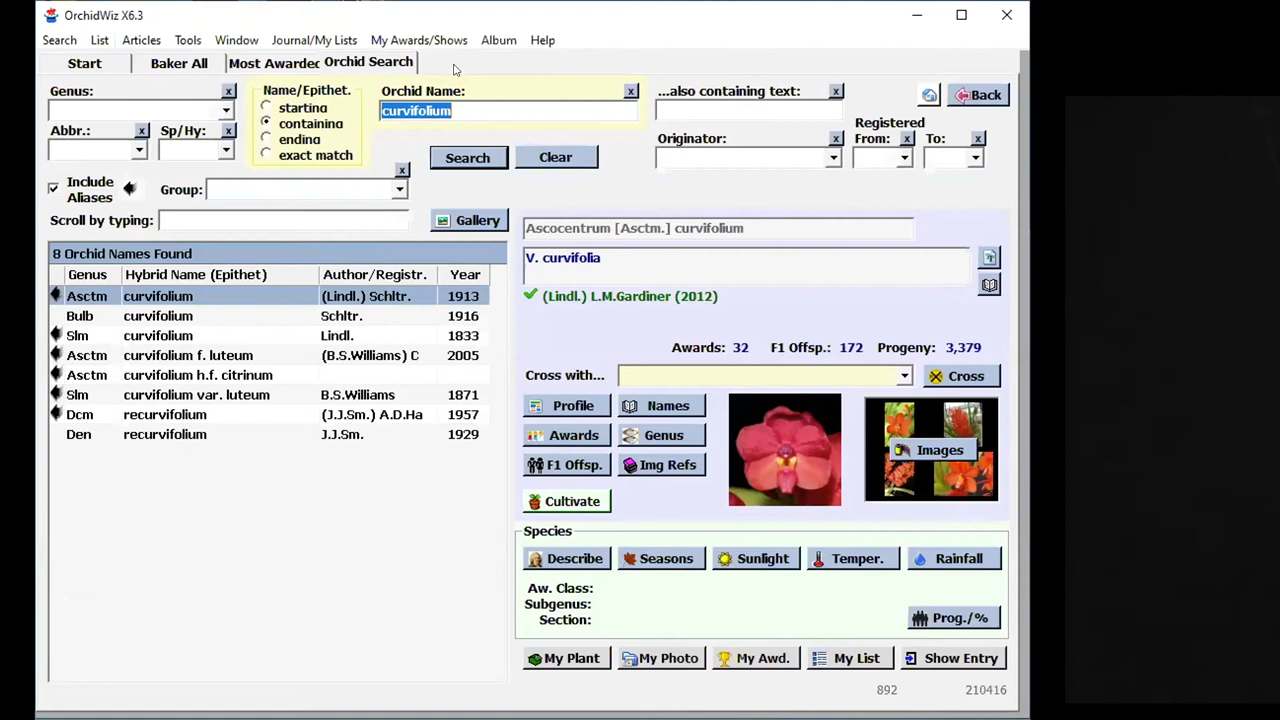 OrchidWiz X6.3
Search List Articles Tools Window Journal/My Lists My Awards/Shows Album Help
Start Baker All Most Awarded Orchid Search
Genus: x Name/Epithet. Orchid Name: x ...also containing text: x Back
starting
curvifolium
containing
Abbr.: x Sp/Hy: x Originator: x Registered
From: x To: x
ending
exact match Search Clear
x
Include
Aliases
Group:
Scroll by typing: Gallery
Ascocentrum [Asctm.] curvifolium
8 Orchid Names Found
V. curvifolia
Genus Hybrid Name (Epithet) Author/Registr. Year
Asctm curvifolium (Lindl.) Schltr. 1913
Bulb curvifolium Schltr. 1916
Slm curvifolium Lindl. 1833
Asctm curvifolium f. luteum (B.S.Williams) C 2005
Asctm curvifolium h.f. citrinum
Slm curvifolium var. luteum B.S.Williams 1871
Dcm recurvifolium (J.J.Sm.) A.D.Ha 1957
Den recurvifolium J.J.Sm. 1929
(Lindl.) L.M.Gardiner (2012)
Awards: 32 F1 Offsp.: 172 Progeny: 3,379
Cross with... Cross
Profile Names
Awards Genus
Images
F1 Offsp. Img Refs
Cultivate
Species
Describe Seasons Sunlight Temper. Rainfall
Aw. Class:
Subgenus:
Section:
Prog./%
My Plant My Photo My Awd. My List Show Entry
892 210416